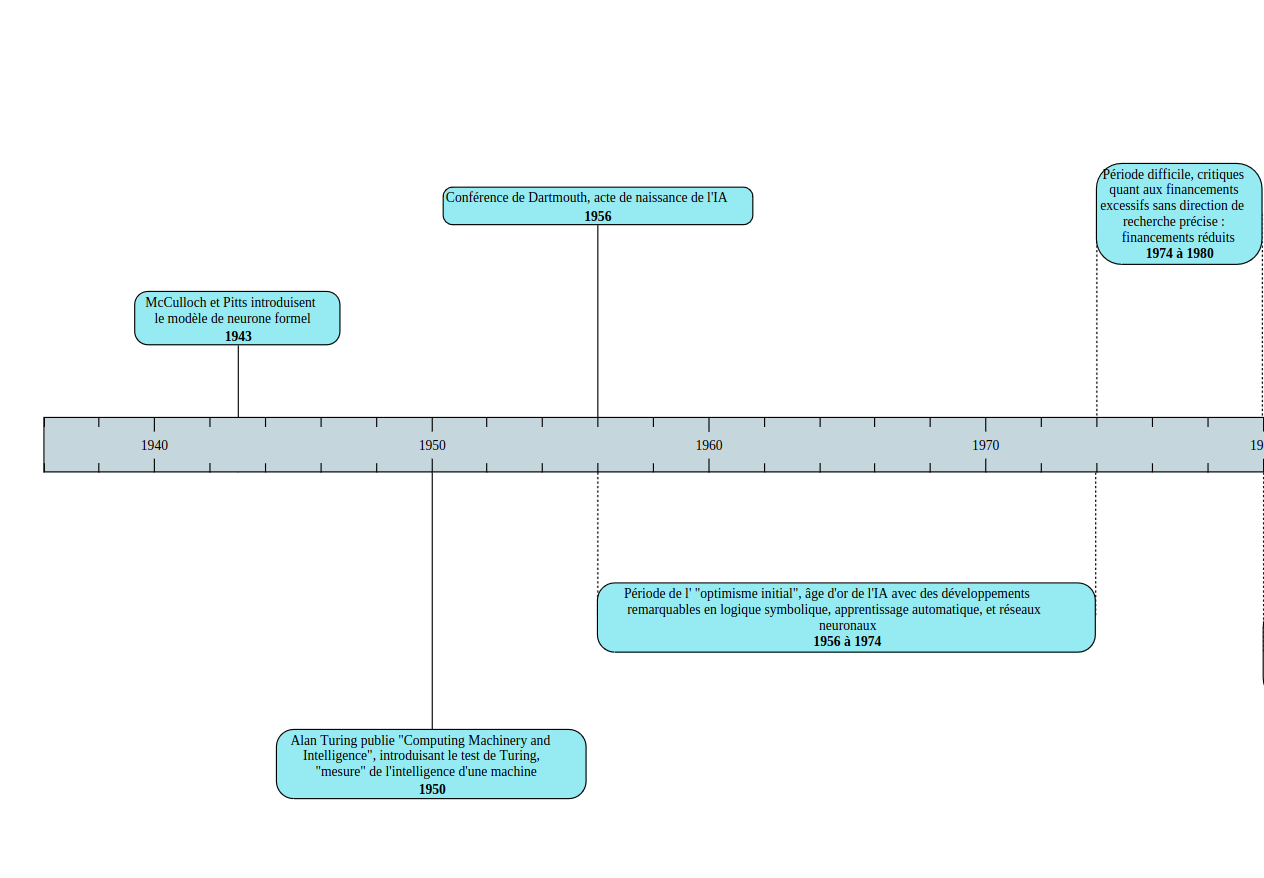 Conférence de Dartmouth, acte de naissance de l'IA
1956
Période difficile, critiques
quant aux financements
excessifs sans direction de
recherche précise :
financements réduits
1974 à 1980
McCulloch et Pitts introduisent
le modèle de neurone formel
1943
1940
1950
1960
1970
19
Période de l' "optimisme initial", âge d'or de l'IA avec des développements
remarquables en logique symbolique, apprentissage automatique, et réseaux
neuronaux
1956 à 1974
Alan Turing publie "Computing Machinery and
Intelligence", introduisant le test de Turing,
"mesure" de l'intelligence d'une machine
1950